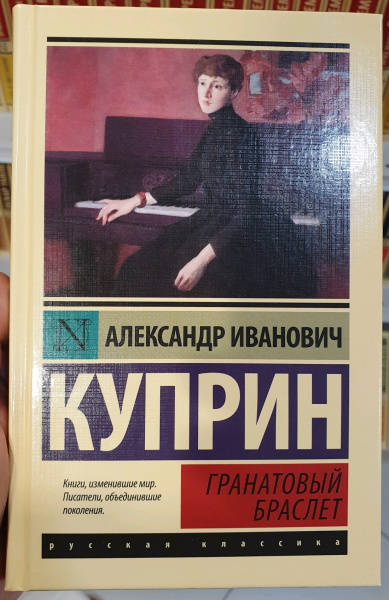 N
АЛЕКСАНДР ИВАНОВИЧ
КУПРИН
Книги, изменившие мир.
Писатели, объединившие
поколения.
ГРАНАТОВЫЙ
БРАСЛЕТ
русская классика